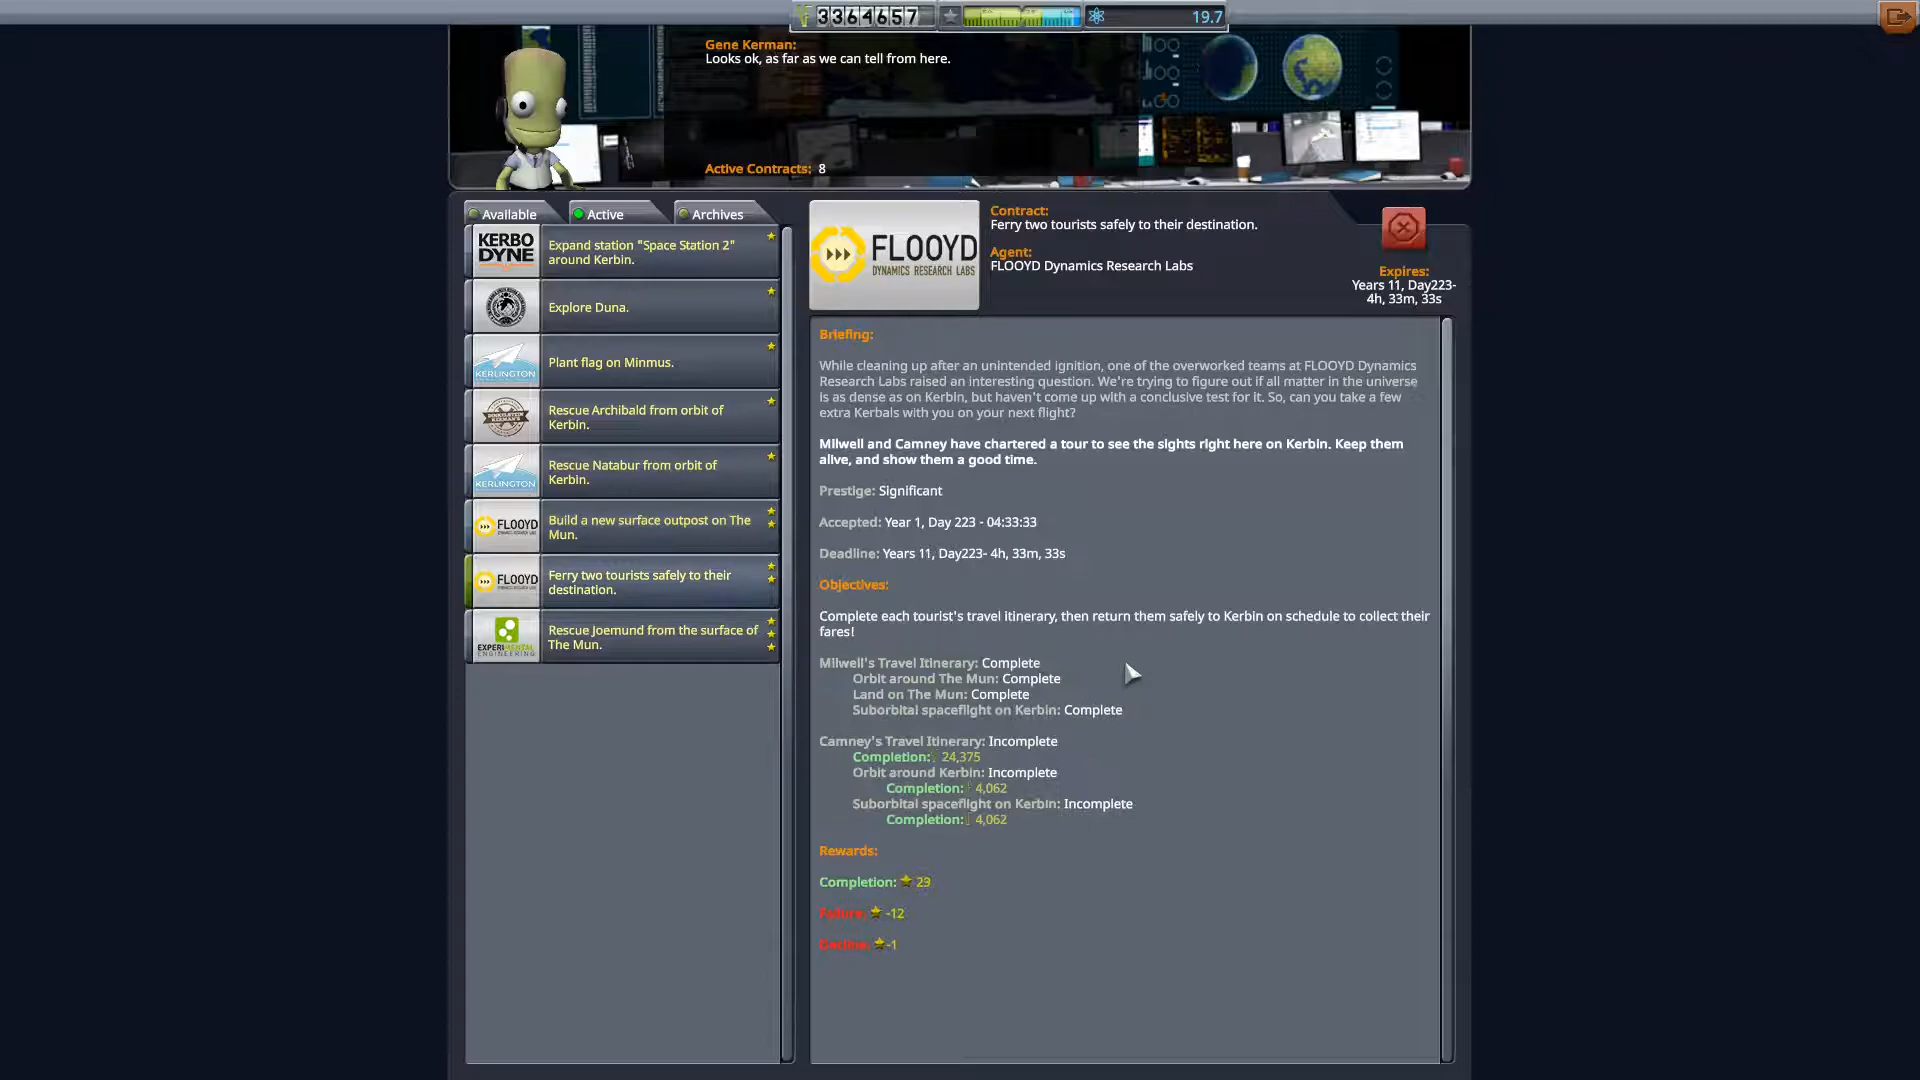 3364657
19.7
Gene Kerman:
Looks ok, as far as we can tell from here.
Active Contracts: 8
Available
Active
Archives
KERBO
DYNE
Expand station "Space Station 2"
around Kerbin.
Explore Duna.
KERLINGTON
Plant flag on Minmus.
Rescue Archibald from orbit of
Kerbin.
KERLINGTON
Rescue Natabur from orbit of
Kerbin.
FLOOYD
Build a new surface outpost on The
Mun.
FLOOYD
Ferry two tourists safely to their
destination.
EXPERIMENTAL
ENGINEERING
Rescue Joemund from the surface of
The Mun.
FLOOYD
DYNAMICS RESEARCH LABS
Contract:
Ferry two tourists safely to their destination.
Agent:
FLOOYD Dynamics Research Labs
Expires:
Years 11, Day223-
4h, 33m, 33s
Briefing:
While cleaning up after an unintended ignition, one of the overworked teams at FLOOYD Dynamics
Research Labs raised an interesting question. We're trying to figure out if all matter in the universe
is as dense as on Kerbin, but haven't come up with a conclusive test for it. So, can you take a few
extra Kerbals with you on your next flight?
Milwell and Camney have chartered a tour to see the sights right here on Kerbin. Keep them
alive, and show them a good time.
Prestige: Significant
Accepted: Year 1, Day 223 - 04:33:33
Deadline: Years 11, Day223- 4h, 33m, 33s
Objectives:
Complete each tourist's travel itinerary, then return them safely to Kerbin on schedule to collect their
fares!
Milwell's Travel Itinerary: Complete
Orbit around The Mun: Complete
Land on The Mun: Complete
Suborbital spaceflight on Kerbin: Complete
Camney's Travel Itinerary: Incomplete
Completion: 24,375
Orbit around Kerbin: Incomplete
Completion: 4,062
Suborbital spaceflight on Kerbin: Incomplete
Completion: 4,062
Rewards:
Completion: 23
Failure: -12
Decline: -1